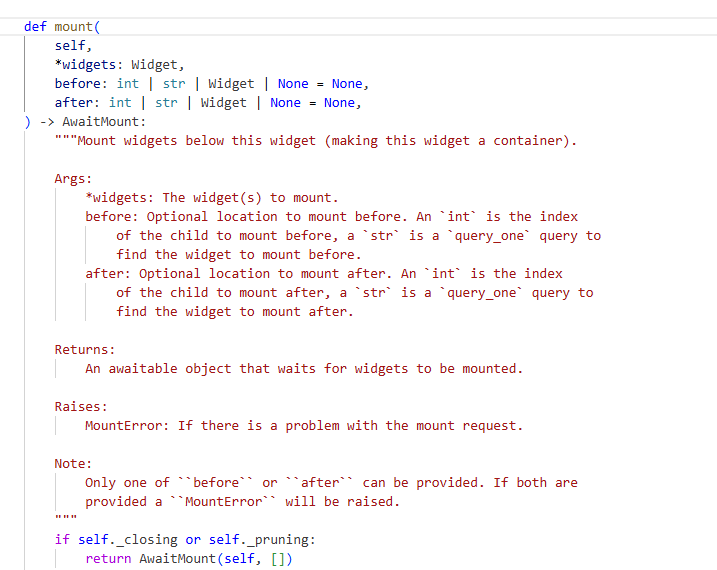 def mount(
    self,
    *widgets: Widget,
    before: int | str | Widget | None = None,
    after: int | str | Widget | None = None,
) -> AwaitMount:
    """Mount widgets below this widget (making this widget a container).

    Args:
        *widgets: The widget(s) to mount.
        before: Optional location to mount before. An `int` is the index
            of the child to mount before, a `str` is a `query_one` query to
            find the widget to mount before.
        after: Optional location to mount after. An `int` is the index
            of the child to mount after, a `str` is a `query_one` query to
            find the widget to mount after.

    Returns:
        An awaitable object that waits for widgets to be mounted.

    Raises:
        MountError: If there is a problem with the mount request.

    Note:
        Only one of ``before`` or ``after`` can be provided. If both are
        provided a ``MountError`` will be raised.
    """
    if self._closing or self._pruning:
        return AwaitMount(self, [])